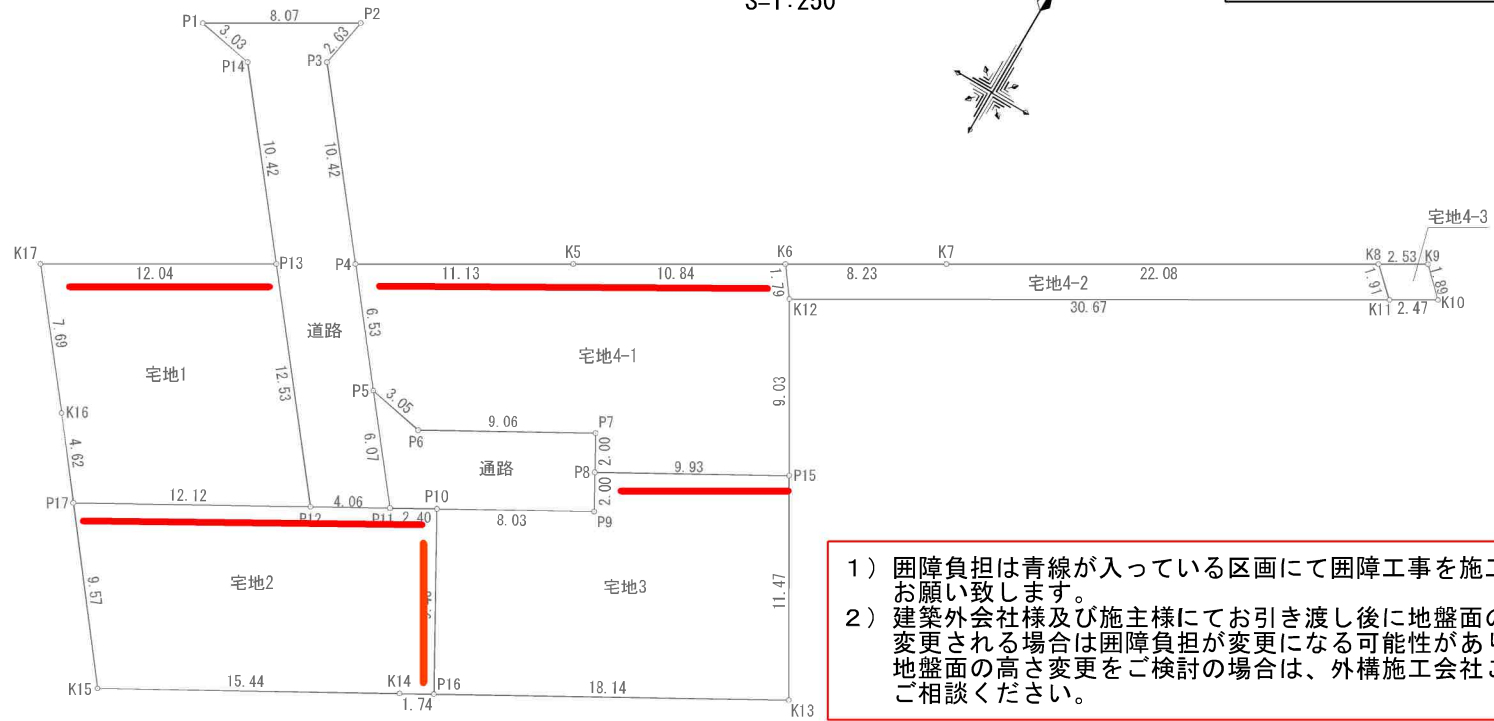 S=1:250
P1
8.07
P2
3.03
2.63
P14
P3
10.42
10.42
宅地4-3
K17
P13
P4
K5
K6
K7
K8
2.53
K9
12.04
11.13
10.84
1.79
8.23
宅地4-2
22.08
1.91
1.89
K12
30.67
K11
2.47
K10
7.69
道路
6.53
宅地4-1
宅地1
12.53
9.03
P5
3.05
K16
P6
9.06
P7
4.62
6.07
通路
2.00
P8
9.93
P15
P17
12.12
4.06
P10
2.00
P12
P11
2.40
8.03
P9
宅地2
宅地3
9.57
11.47
K15
15.44
K14
P16
18.14
1.74
K13
1）囲障負担は青線が入っている区画にて囲障工事を施工
お願い致します。
2）建築外会社様及び施主様にてお引き渡し後に地盤面の
変更される場合は囲障負担が変更になる可能性があり
地盤面の高さ変更をご検討の場合は、外構施工会社
ご相談ください。